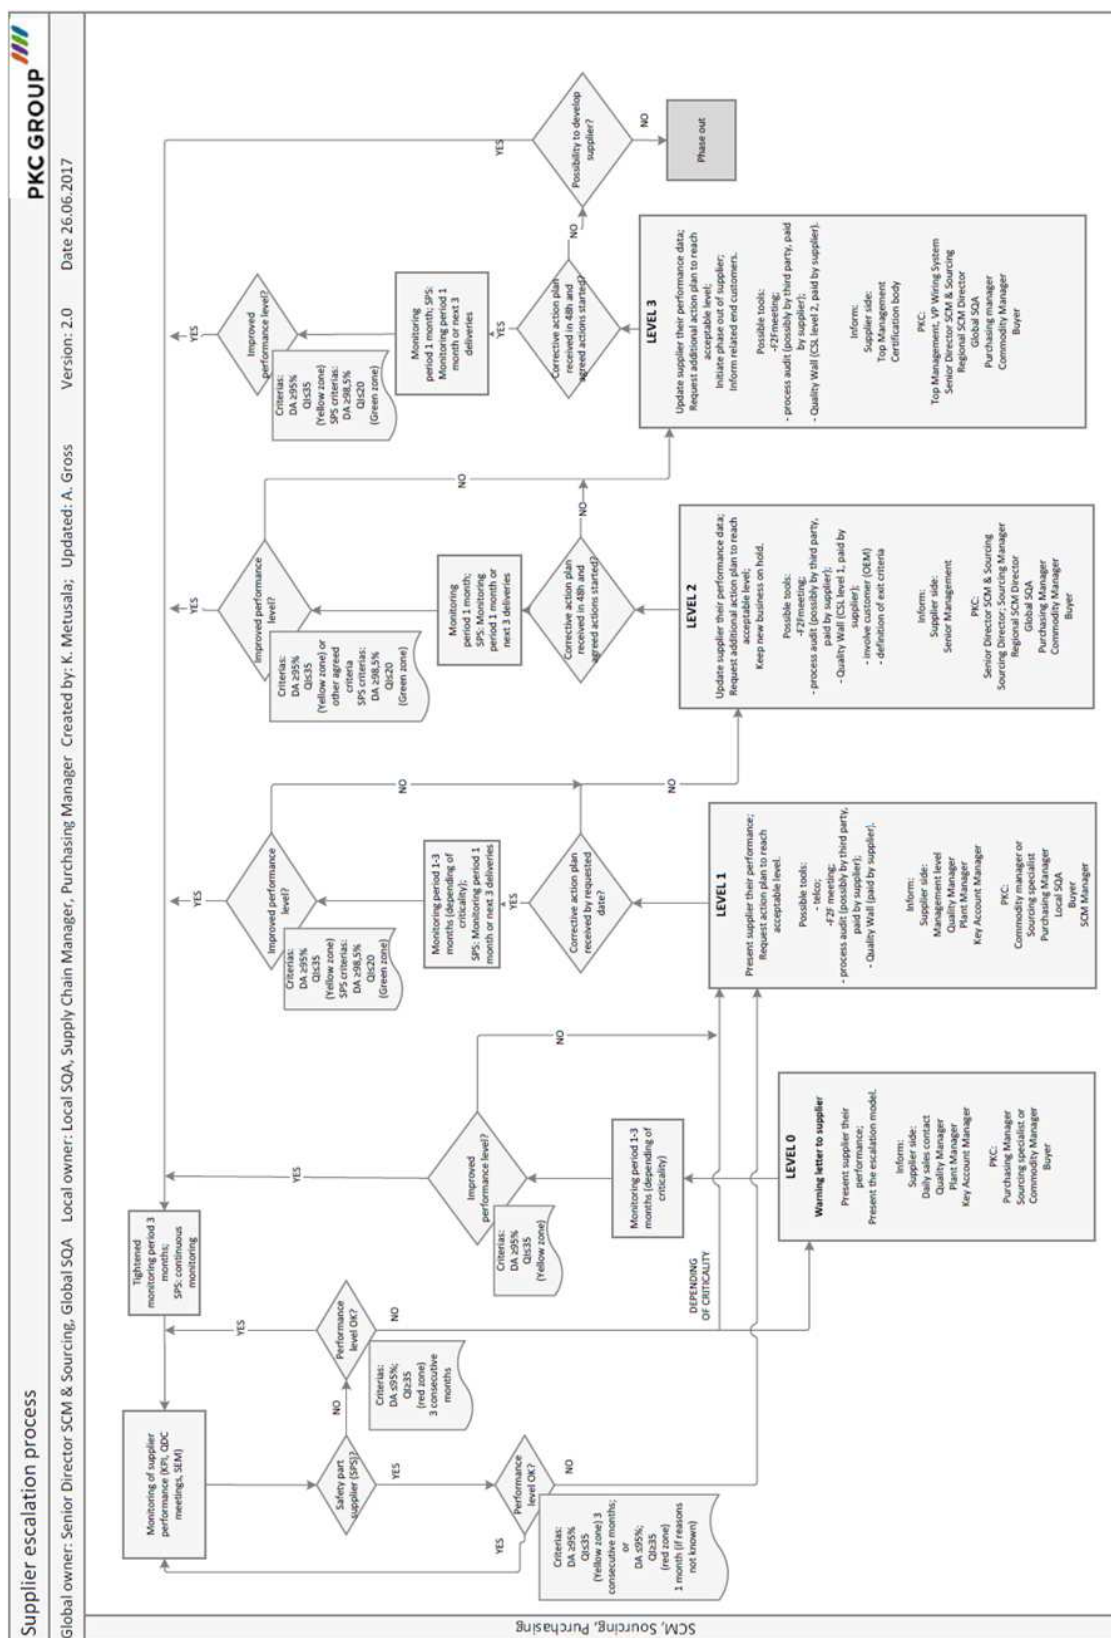 Supplier escalation process
PKC GROUP
Global owner: Senior Director SCM & Sourcing, Global SQA Local owner: Local SQA, Supply Chain Manager, Purchasing Manager Created by: K. Metusala; Updated: A. Gross Version: 2.0 Date 26.06.2017
SCM, Sourcing, Purchasing
Monitoring of supplier
performance (KPI, QDC
meetings, SEM)
Safety part
supplier (SPS)?
YES
NO
Performance
level OK?
YES
NO
Criterias:
DA ≥95%
QI≤35
(Yellow zone) 3
consecutive months;
or
DA ≤95%;
QI≥35
(red zone)
1 month (if reasons
not known)
Performance
level OK?
YES
NO
Criterias:
DA ≤95%;
QI≥35
(red zone)
3 consecutive
months
Tightened
monitoring period 3
months;
SPS: continuous
monitoring
DEPENDING
OF CRITICALITY
LEVEL 0
Warning letter to supplier
Present supplier their
performance;
Present the escalation model.
Inform:
Supplier side:
Daily sales contact
Quality Manager
Plant Manager
Key Account Manager
PKC:
Purchasing Manager
Sourcing specialist or
Commodity Manager
Buyer
Monitoring period 1-3
months (depending of
criticality)
Improved
performance level?
YES
NO
Criterias:
DA ≥95%
QI≤35
(Yellow zone)
LEVEL 1
Present supplier their performance;
Request action plan to reach
acceptable level.
Possible tools:
- telco;
-F2F meeting;
- process audit (possibly by third party,
paid by supplier);
- Quality Wall (paid by supplier).
Inform:
Supplier side:
Management level
Quality Manager
Plant Manager
Key Account Manager
PKC:
Commodity manager or
Sourcing specialist
Purchasing Manager
Local SQA
Buyer
SCM Manager
Corrective action plan
received by requested
date?
YES
NO
Monitoring period 1-3
months (depending of
criticality);
SPS: Monitoring period 1
month or next 3 deliveries
Improved performance
level?
YES
NO
Criterias:
DA ≥95%
QI≤35
(Yellow zone)
SPS criterias:
DA ≥98,5%
QI≤20
(Green zone)
LEVEL 2
Update supplier their performance data;
Request additional action plan to reach
acceptable level;
Keep new business on hold.
Possible tools:
-F2Fmeeting;
- process audit (possibly by third party,
paid by supplier);
- Quality Wall (CSL level 1, paid by
supplier);
- involve customer (OEM)
- definition of exit criteria
Inform:
Supplier side:
Senior Management
PKC:
Senior Director SCM & Sourcing
Sourcing Director; Sourcing Manager
Regional SCM Director
Global SQA
Purchasing Manager
Commodity Manager
Buyer
Corrective action plan
received in 48h and
agreed actions started?
NO
Monitoring
period 1 month;
SPS: Monitoring
period 1 month or
next 3 deliveries
Improved performance
level?
YES
NO
Criterias:
DA ≥95%
QI≤35
(Yellow zone) or
other agreed
criteria
SPS criterias:
DA ≥98,5%
QI≤20
(Green zone)
LEVEL 3
Update supplier their performance data;
Request additional action plan to reach
acceptable level;
Initiate phase out of supplier;
Inform related end customers.
Possible tools:
-F2Fmeeting;
- process audit (possibly by third party, paid
by supplier);
- Quality Wall (CSL level 2, paid by supplier).
Inform:
Supplier side:
Top Management
Certification body
PKC:
Top Management, VP Wiring System
Senior Director SCM & Sourcing
Regional SCM Director
Global SQA
Purchasing manager
Commodity Manager
Buyer
Corrective action plan
received in 48h and
agreed actions started?
YES
NO
Monitoring
period 1 month; SPS:
Monitoring period 1
month or next 3
deliveries
Improved
performance level?
YES
Criterias:
DA ≥95%
QI≤35
(Yellow zone)
SPS criterias:
DA ≥98,5%
QI≤20
(Green zone)
Possibility to develop
supplier?
YES
NO
Phase out